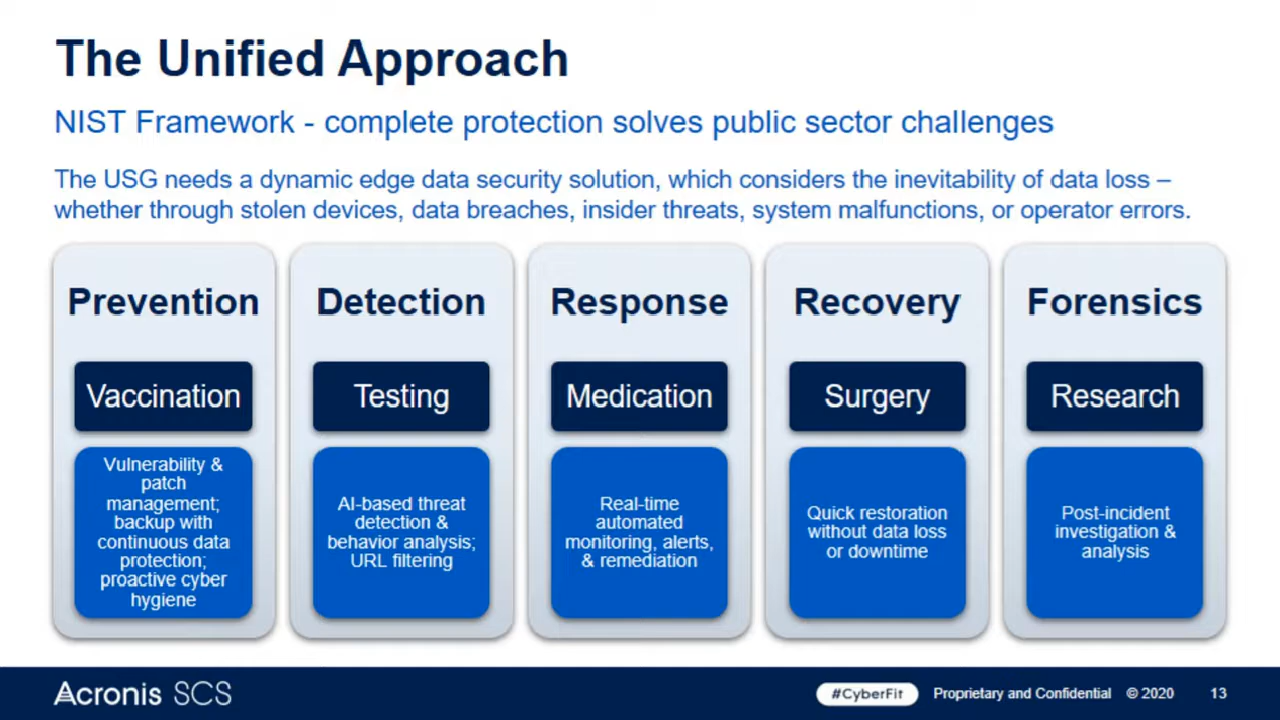 The Unified Approach
NIST Framework - complete protection solves public sector challenges
The USG needs a dynamic edge data security solution, which considers the inevitability of data loss –
whether through stolen devices, data breaches, insider threats, system malfunctions, or operator errors.
Prevention
Vaccination
Vulnerability &
patch
management;
backup with
continuous data
protection;
proactive cyber
hygiene
Detection
Testing
AI-based threat
detection &
behavior analysis;
URL filtering
Response
Medication
Real-time
automated
monitoring, alerts,
& remediation
Recovery
Surgery
Quick restoration
without data loss
or downtime
Forensics
Research
Post-incident
investigation &
analysis
Acronis SCS
#CyberFit
Proprietary and Confidential © 2020 13